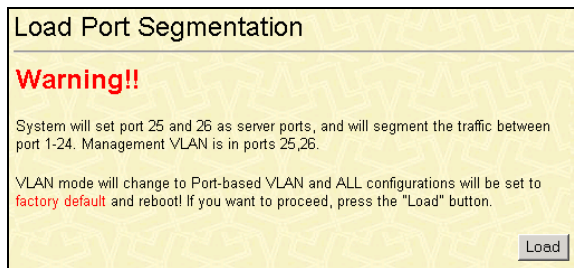 Load Port Segmentation
Warning!!
System will set port 25 and 26 as server ports, and will segment the traffic between
port 1-24. Management VLAN is in ports 25,26.
VLAN mode will change to Port-based VLAN and ALL configurations will be set to
factory default and reboot! If you want to proceed, press the "Load" button.
Load